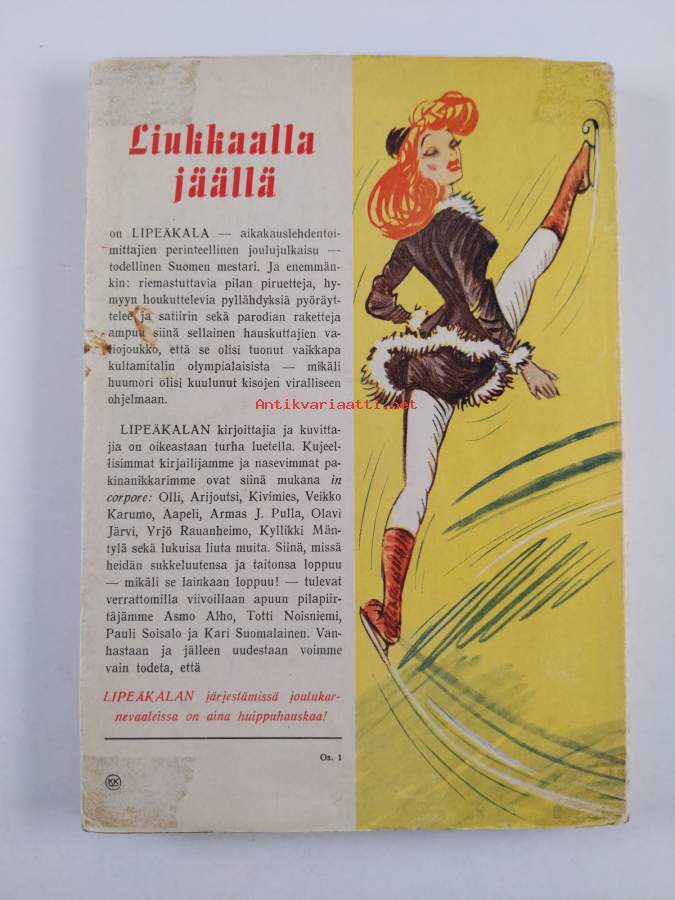 Liukkaalla
jäällä
on LIPEÄKALA — aikakauslehdentoi-
mittajien perinteellinen joulujulkaisu —
todellinen Suomen mestari. Ja enemmän-
kin: riemastuttavia pilan piruetteja, hy-
myyn houkuttelevia pyllähdyksiä pyöräyt-
telee ja satiirin sekä parodian raketteja
ampuu siinä sellainen hauskuttajien va-
liojoukko, että se olisi tuonut vaikkapa
kultamitalin olympialaisista — mikäli
huumori olisi kuulunut kisojen viralliseen
ohjelmaan.
Antikvariaatti.net
LIPEÄKALAN kirjoittajia ja kuvitta-
jia on oikeastaan turha luetella. Kujeel-
lisimmat kirjailijamme ja nasevimmat pa-
kinanikkarimme ovat siinä mukana in
corpore: Olli, Arijoutsi, Kivimies, Veikko
Karumo, Aapeli, Armas J. Pulla, Olavi
Järvi, Yrjö Rauanheimo, Kyllikki Män-
tylä sekä lukuisa liuta muita. Siinä, missä
heidän sukkeluutensa ja taitonsa loppuu
— mikäli se lainkaan loppuu! — tulevat
verrattomilla viivoillaan apuun pilapiir-
täjämme Asmo Alho, Totti Noisniemi,
Pauli Soisalo ja Kari Suomalainen. Van-
hastaan ja jälleen uudestaan voimme
vain todeta, että
LIPEÄKALAN järjestämissä joulukar-
nevaaleissa on aina huippuhauskaa!
Os. 1
KK